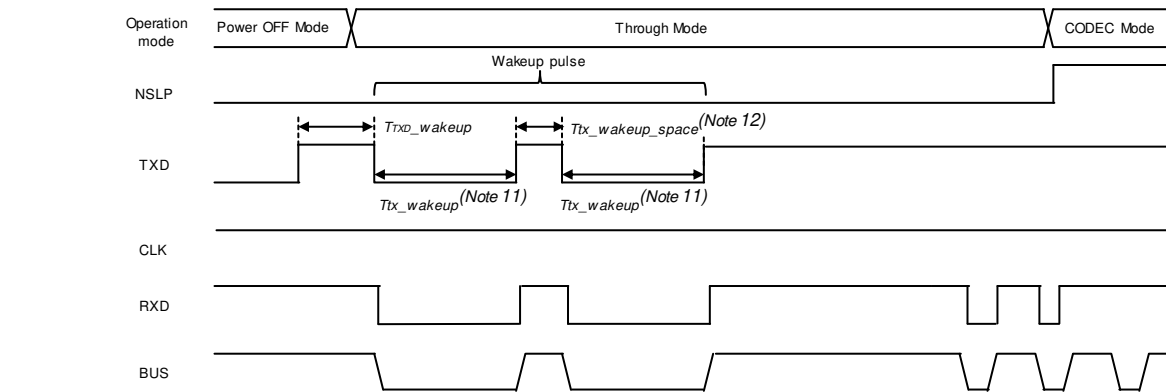 Operation
mode
Power OFF Mode
Through Mode
CODEC Mode
Wakeup pulse
NSLP
TTXD_wakeup
Ttx_wakeup_space(Note 12)
TXD
Ttx_wakeup(Note 11)
Ttx_wakeup(Note 11)
CLK
RXD
BUS